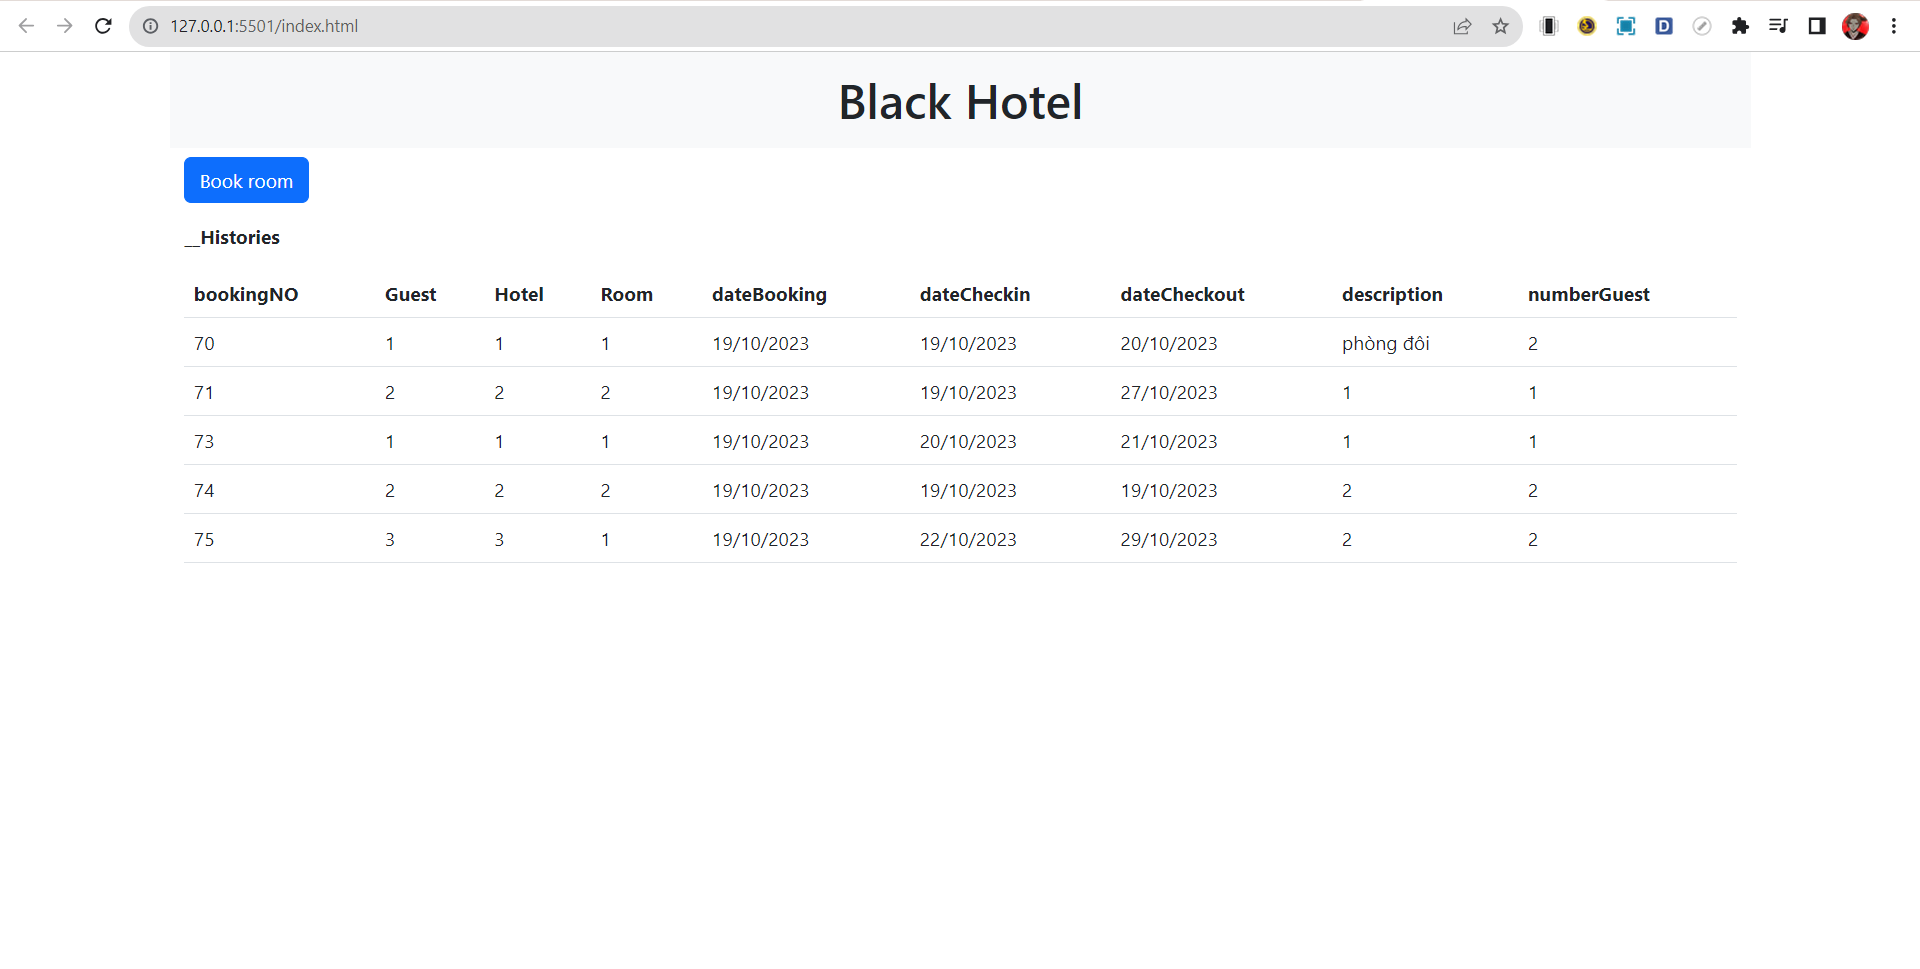 127.0.0.1:5501/index.html
D
Black Hotel
Book room
__Histories
bookingNO Guest Hotel Room dateBooking dateCheckin dateCheckout description numberGuest
70 1 1 1 19/10/2023 19/10/2023 20/10/2023 phòng đôi 2
71 2 2 2 19/10/2023 19/10/2023 27/10/2023 1 1
73 1 1 1 19/10/2023 20/10/2023 21/10/2023 1 1
74 2 2 2 19/10/2023 19/10/2023 19/10/2023 2 2
75 3 3 1 19/10/2023 22/10/2023 29/10/2023 2 2